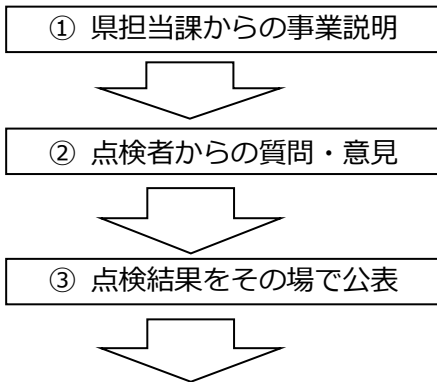 ① 県担当課からの事業説明
② 点検者からの質問・意見
③ 点検結果をその場で公表